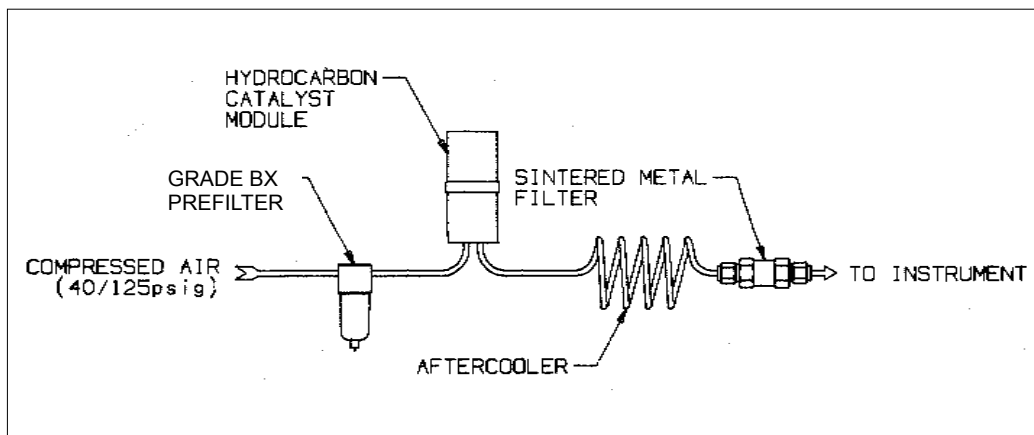 HYDROCARBON
CATALYST
MODULE
GRADE BX
PREFILTER
SINTERED METAL
FILTER
COMPRESSED AIR
(40/125psig)
TO INSTRUMENT
AFTERCOOLER